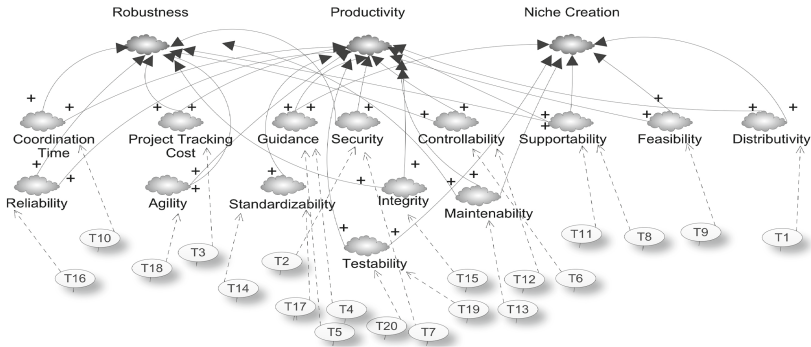 Robustness Productivity Niche Creation
+ + + + + + + + + + + + +
Coordination Time
Project Tracking Cost
Guidance
Security
Controllability
Supportability
Feasibility
Distributivity
+ + + + + + + +
Reliability
Agility
Standardizability
Integrity
Maintenability
+ +
Testability
T10
T16
T18
T3
T14
T2
T17
T4
T5
T20
T7
T15
T19
T12
T13
T6
T11
T8
T9
T1